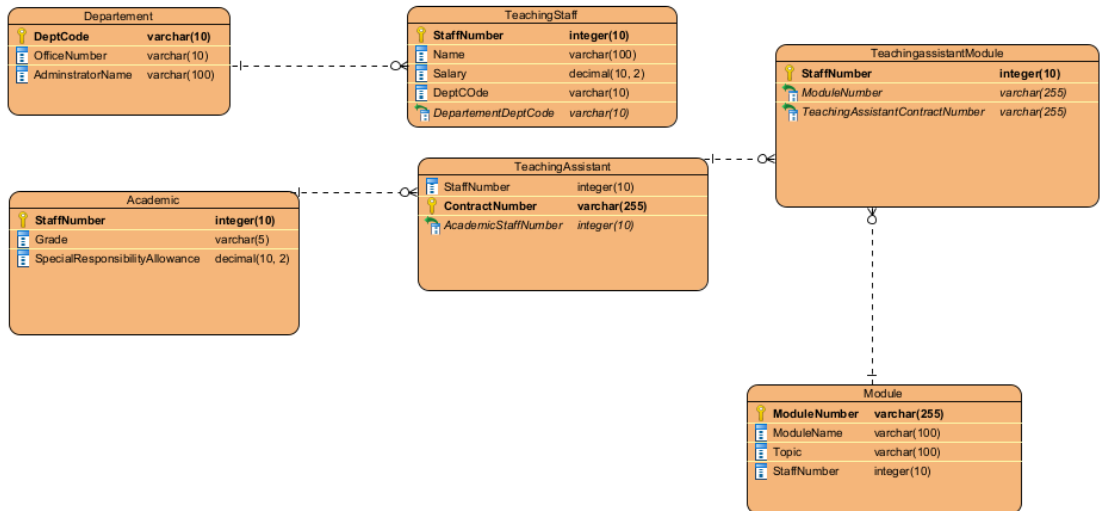 Departement
DeptCode varchar(10)
OfficeNumber varchar(10)
AdminstratorName varchar(100)
TeachingStaff
StaffNumber integer(10)
Name varchar(100)
Salary decimal(10, 2)
DeptCOde varchar(10)
DepartementDeptCode varchar(10)
TeachingassistantModule
StaffNumber integer(10)
ModuleNumber varchar(255)
TeachingAssistantContractNumber varchar(255)
TeachingAssistant
StaffNumber integer(10)
ContractNumber varchar(255)
AcademicStaffNumber integer(10)
Academic
StaffNumber integer(10)
Grade varchar(5)
SpecialResponsibilityAllowance decimal(10, 2)
Module
ModuleNumber varchar(255)
ModuleName varchar(100)
Topic varchar(100)
StaffNumber integer(10)